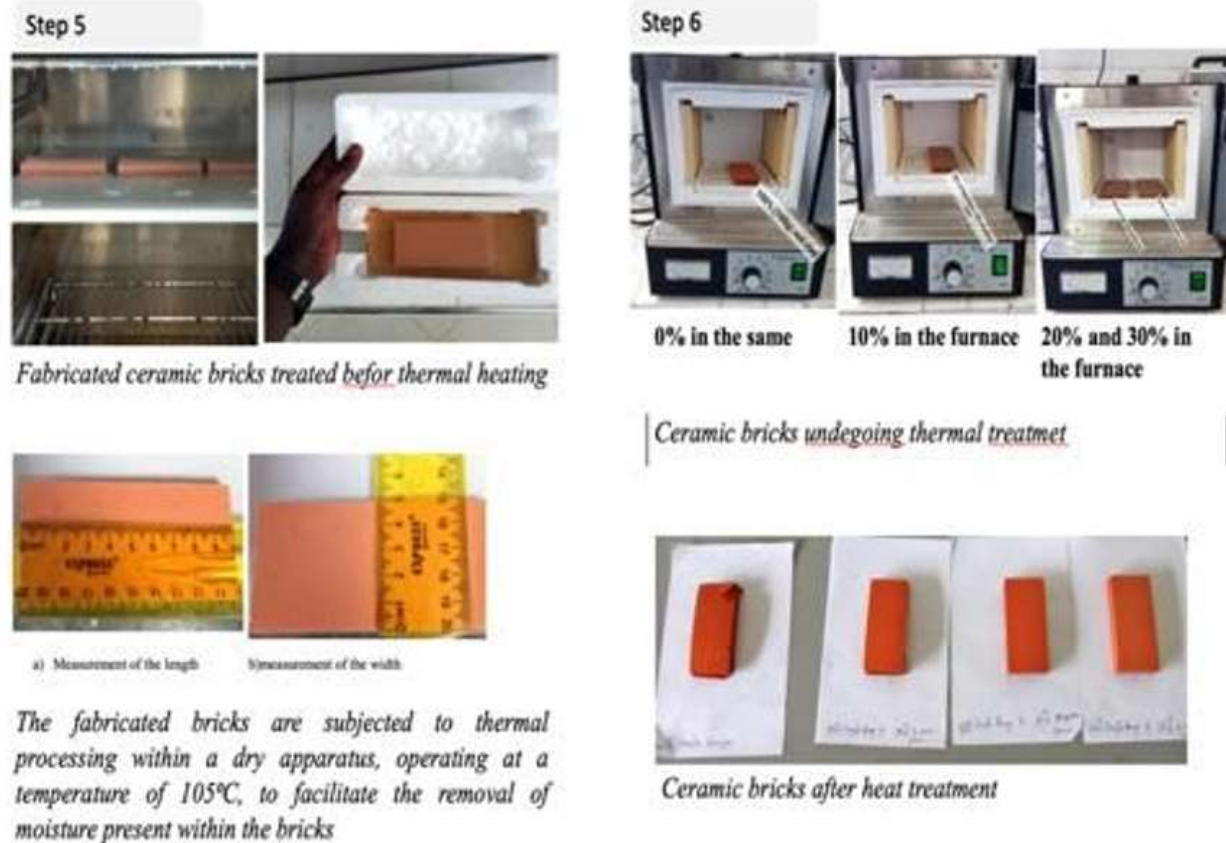 Step 5
Fabricated ceramic bricks treated befor thermal heating
EXPRESS
EXPRESS
a) Measurement of the length
b)measurement of the width
The fabricated bricks are subjected to thermal
processing within a dry apparatus, operating at a
temperature of 105ºC, to facilitate the removal of
moisture present within the bricks
Step 6
0% in the same
10% in the furnace
20% and 30% in
the furnace
Ceramic bricks undegoing thermal treatmet
Ceramic bricks after heat treatment